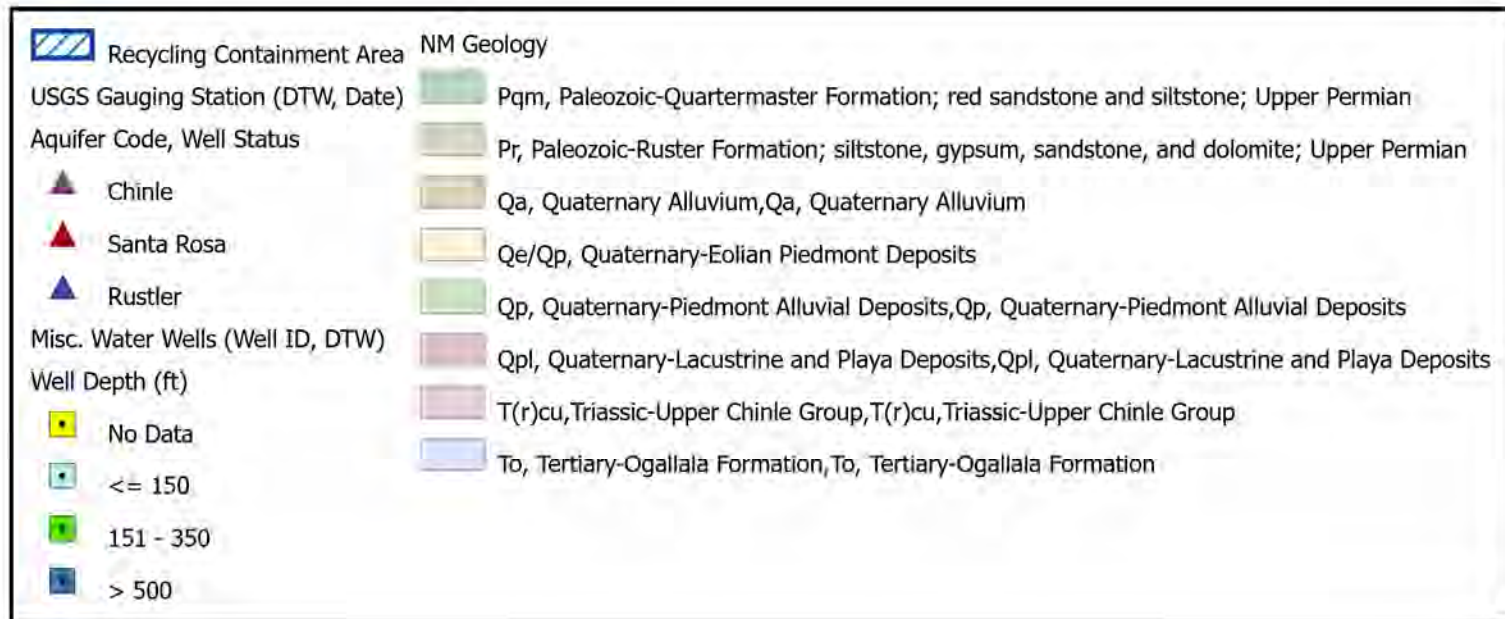 Recycling Containment Area
USGS Gauging Station (DTW, Date)
Aquifer Code, Well Status
Chinle
Santa Rosa
Rustler
Misc. Water Wells (Well ID, DTW)
Well Depth (ft)
No Data
<= 150
151 - 350
> 500
NM Geology
Pqm, Paleozoic-Quartermaster Formation; red sandstone and siltstone; Upper Permian
Pr, Paleozoic-Ruster Formation; siltstone, gypsum, sandstone, and dolomite; Upper Permian
Qa, Quaternary Alluvium,Qa, Quaternary Alluvium
Qe/Qp, Quaternary-Eolian Piedmont Deposits
Qp, Quaternary-Piedmont Alluvial Deposits,Qp, Quaternary-Piedmont Alluvial Deposits
Qpl, Quaternary-Lacustrine and Playa Deposits,Qpl, Quaternary-Lacustrine and Playa Deposits
T(r)cu,Triassic-Upper Chinle Group,T(r)cu,Triassic-Upper Chinle Group
To, Tertiary-Ogallala Formation,To, Tertiary-Ogallala Formation